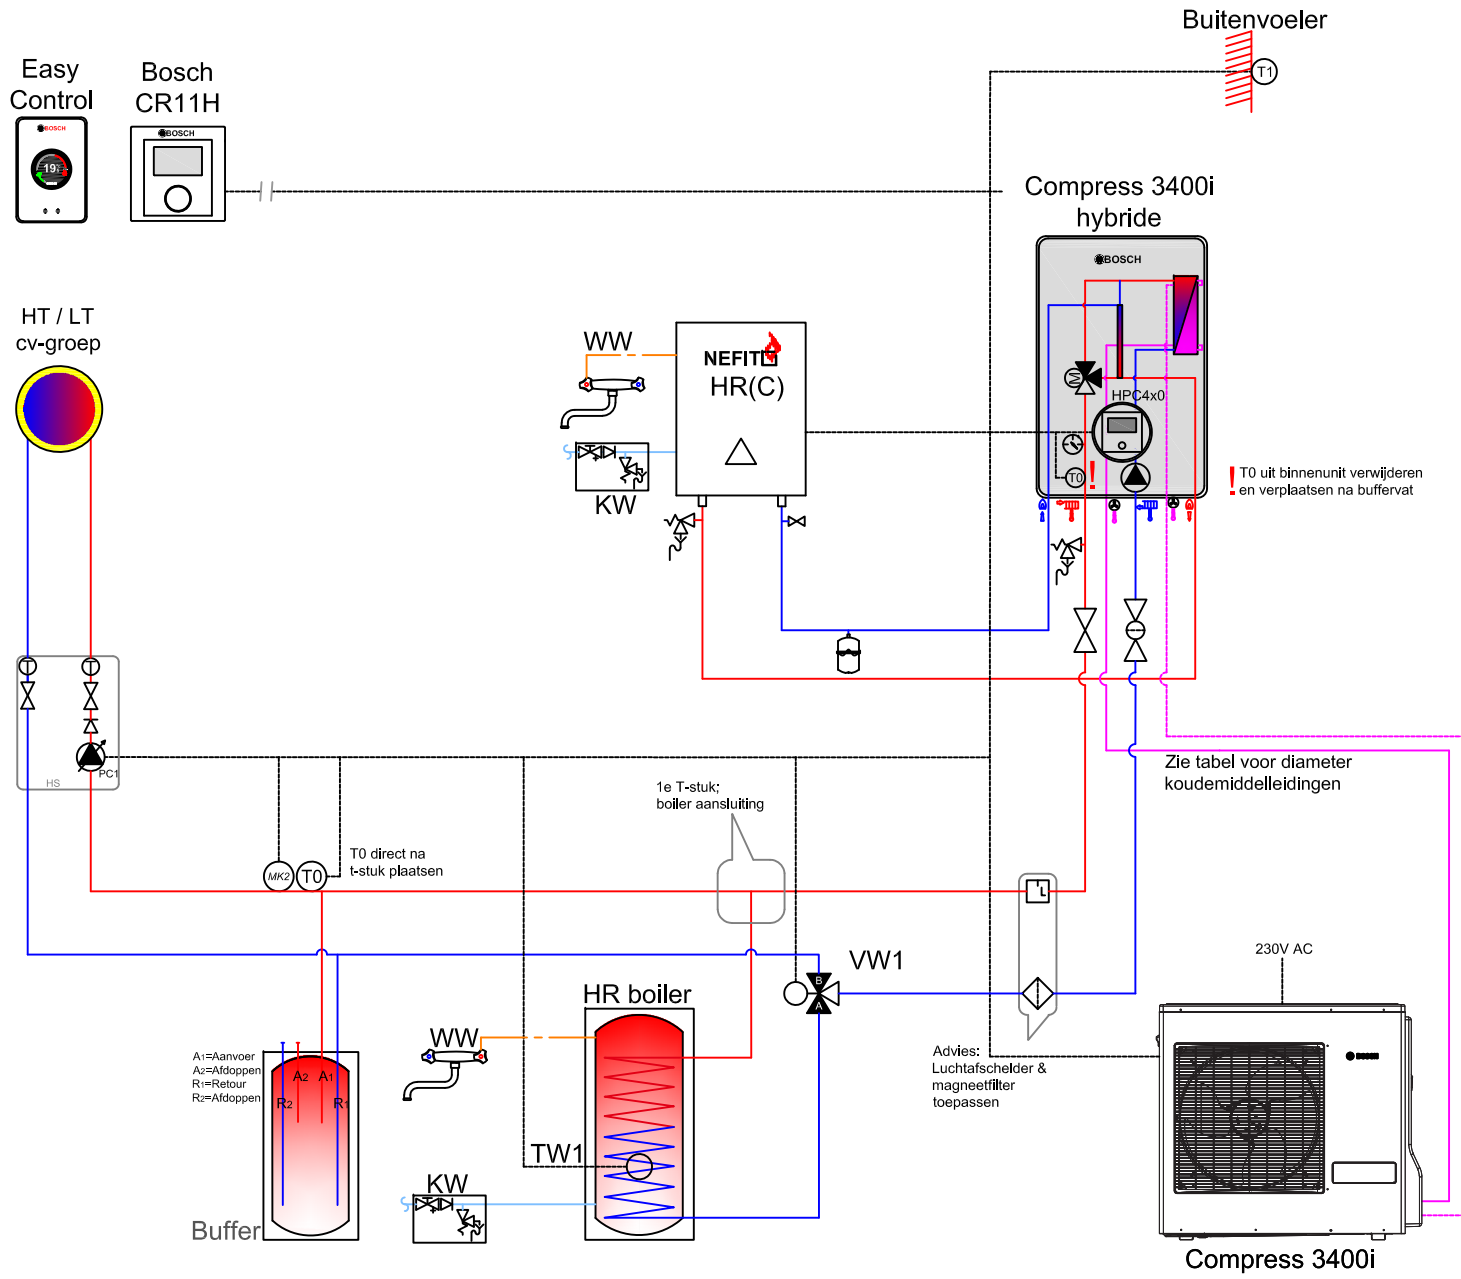 Buitenvoeler
T1
Easy
Control
BOSCH
19
Bosch
CR11H
BOSCH
Compress 3400i
hybride
BOSCH
M
HPC4x0
T0
!
! T0 uit binnenunit verwijderen
en verplaatsen na buffervat
HT / LT
cv-groep
WW
NEFIT
HR(C)
KW
T
T
PC1
HS
Zie tabel voor diameter
koudemiddelleidingen
1e T-stuk;
boiler aansluiting
MK2
T0
T0 direct na
t-stuk plaatsen
L
VW1
B
A
230V AC
HR boiler
WW
A1=Aanvoer
A2=Afdoppen
R1=Retour
R2=Afdoppen
A2
A1
R2
R1
Advies:
Luchtafschelder &
magneetfilter
toepassen
BOSCH
TW1
KW
Buffer
Compress 3400i